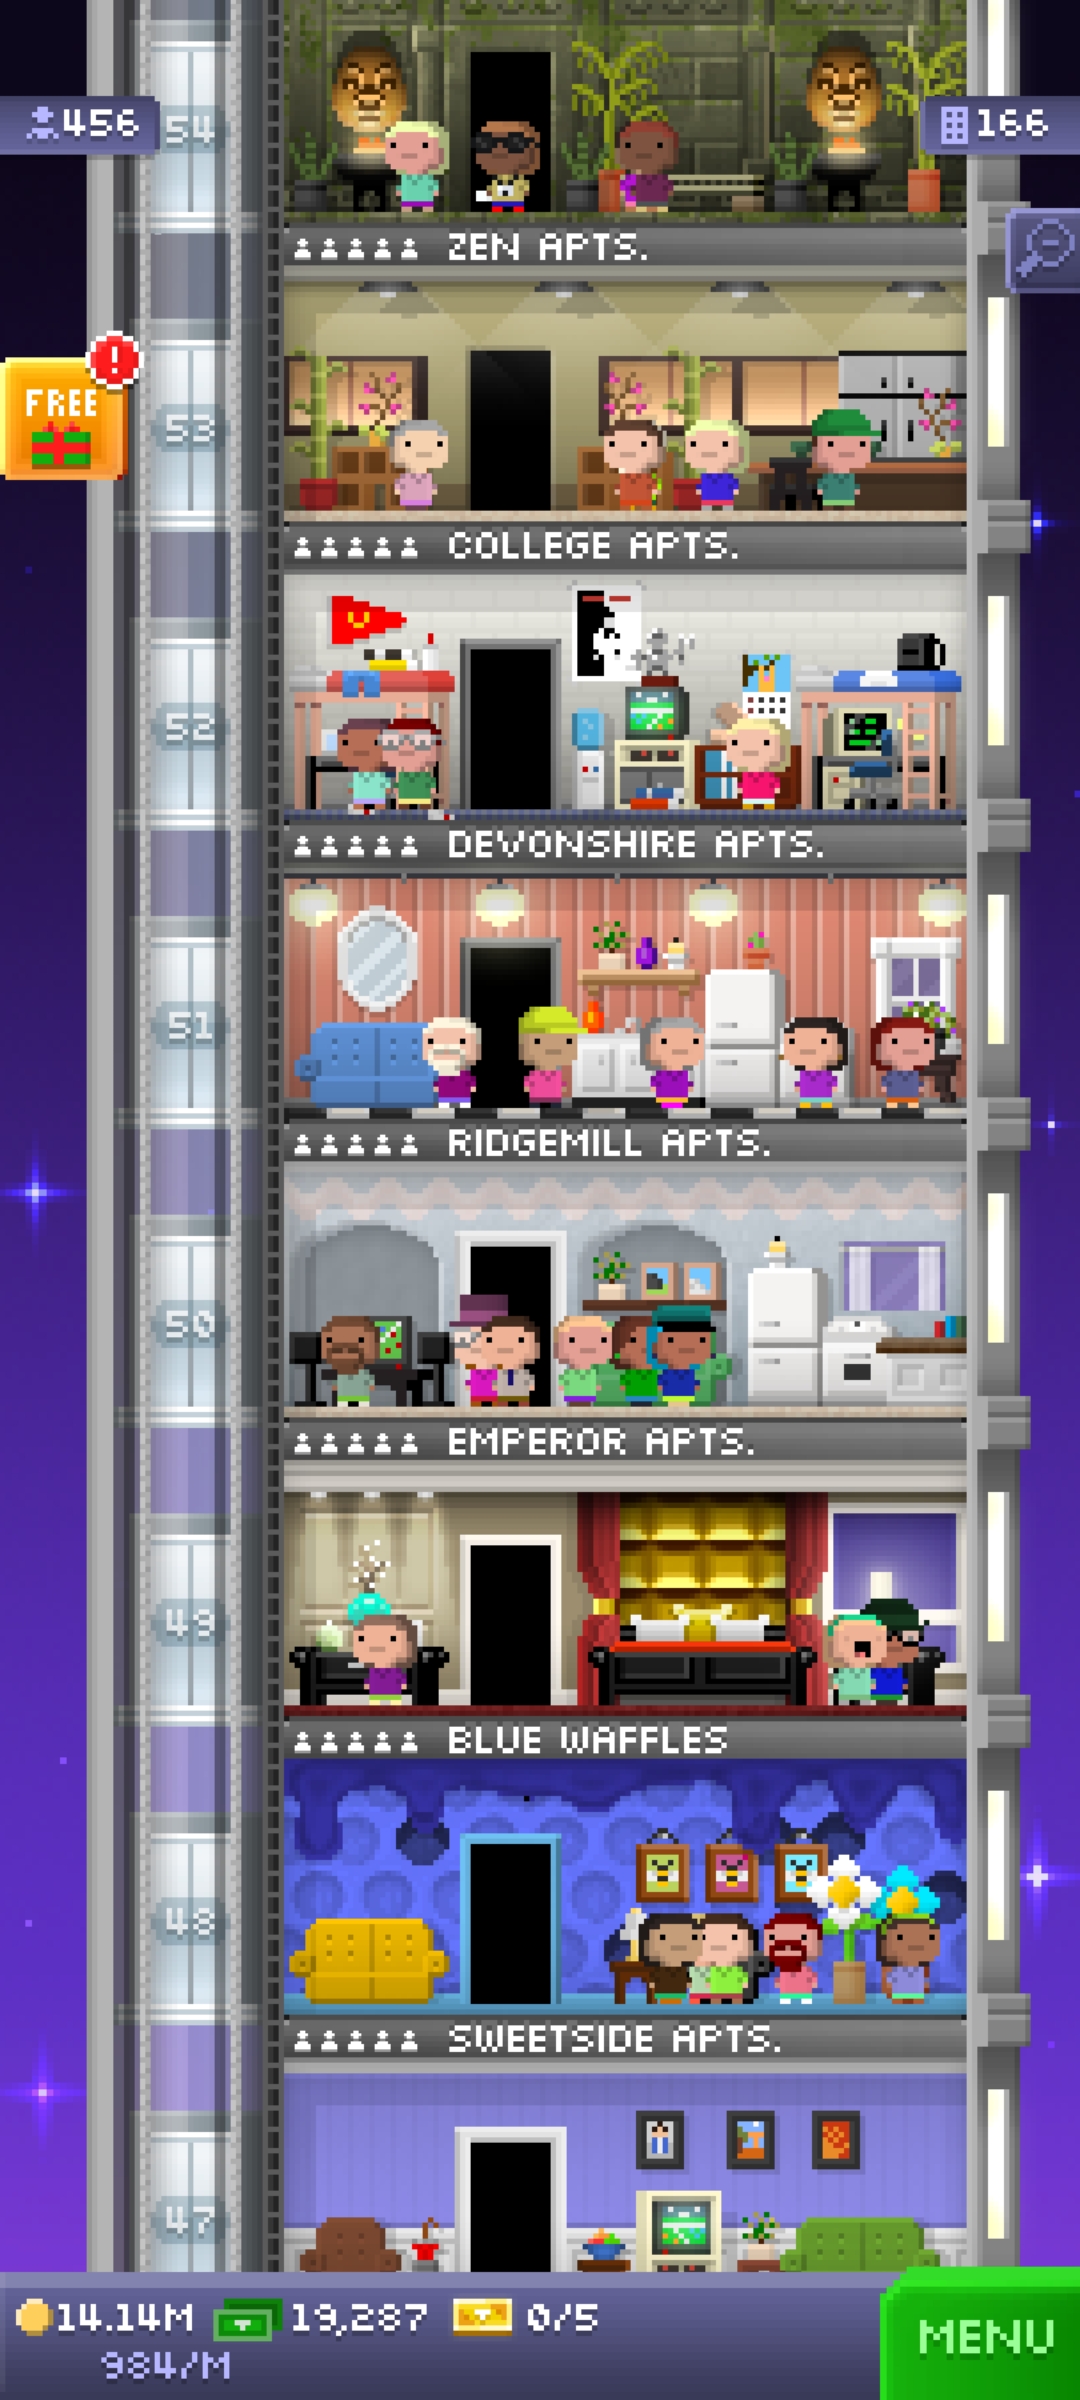 456
54
166
ZEN APTS.
FREE
!
53
COLLEGE APTS.
52
DEVONSHIRE APTS.
51
RIDGEMILL APTS.
50
EMPEROR APTS.
49
BLUE WAFFLES
48
SWEETSIDE APTS.
47
14.14M 19,287 0/5
984/M
MENU